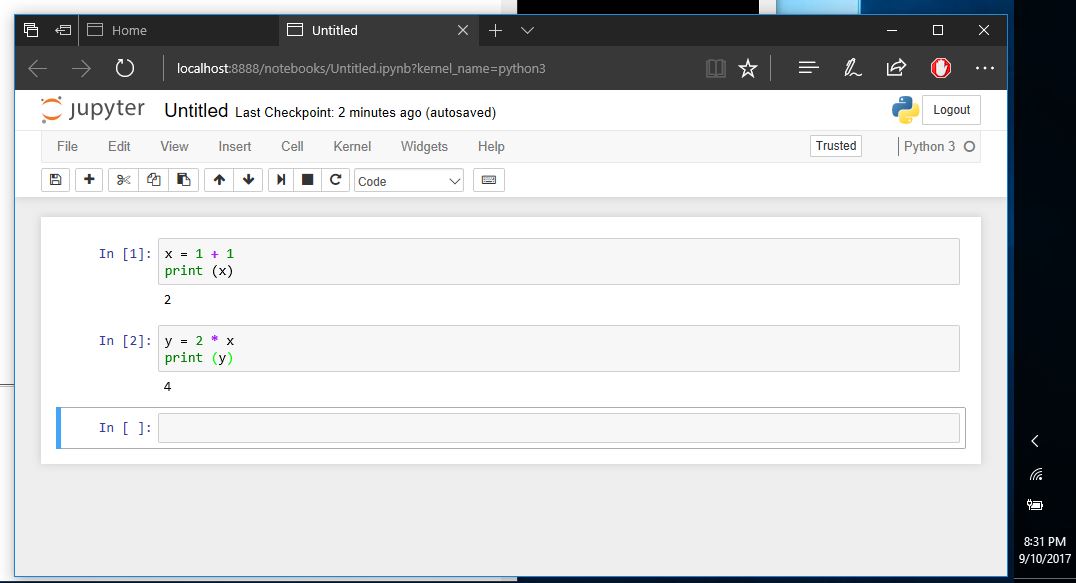 Home
Untitled
localhost:8888/notebooks/Untitled.ipynb?kernel_name=python3
jupyter Untitled Last Checkpoint: 2 minutes ago (autosaved)
Logout
File Edit View Insert Cell Kernel Widgets Help
Trusted
Python 3
Code
In [1]: x = 1 + 1
print (x)
2
In [2]: y = 2 * x
print (y)
4
In [ ]:
8:31 PM
9/10/2017